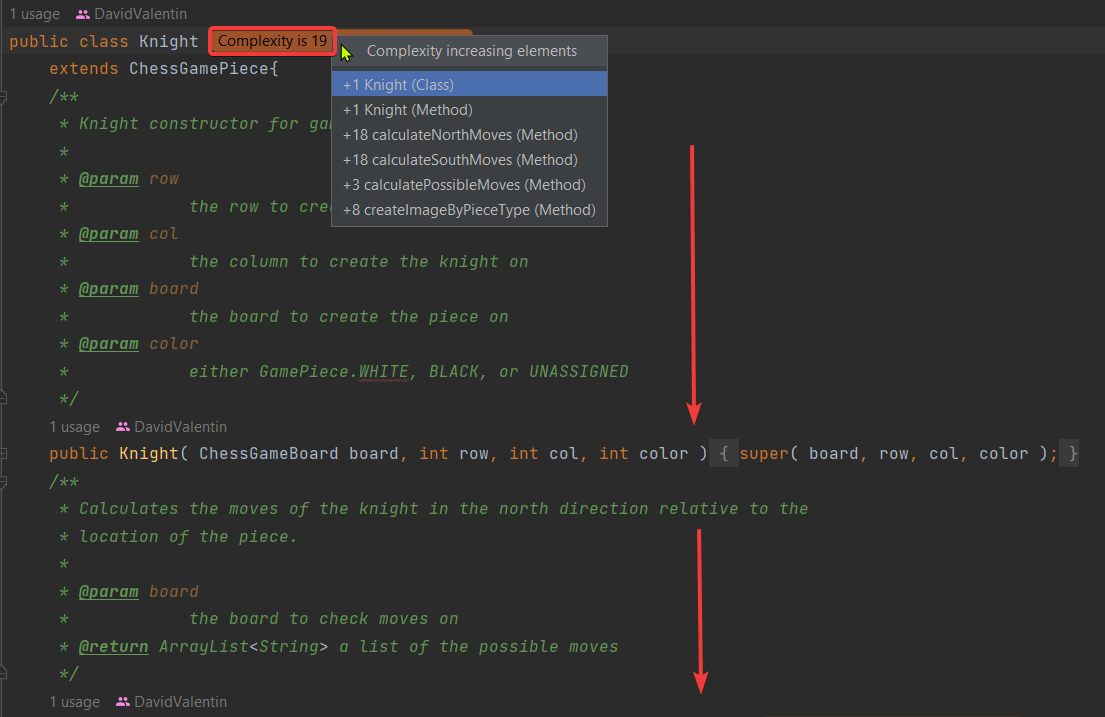 1 usage DavidValentin
public class Knight Complexity is 19
Complexity increasing elements
extends ChessGamePiece{
+1 Knight (Class)
/**
+1 Knight (Method)
* Knight constructor for
+18 calculateNorthMoves (Method)
*
+18 calculateSouthMoves (Method)
* @param row
+3 calculatePossibleMoves (Method)
* the row to
+8 createImageByPieceType (Method)
* @param col
* the column to create the knight on
* @param board
* the board to create the piece on
* @param color
* either GamePiece.WHITE, BLACK, or UNASSIGNED
*/
1 usage DavidValentin
public Knight( ChessGameBoard board, int row, int col, int color ) { super( board, row, col, color ); }
/**
* Calculates the moves of the knight in the north direction relative to the
* location of the piece.
*
* @param board
* the board to check moves on
* @return ArrayList<String> a list of the possible moves
*/
1 usage DavidValentin